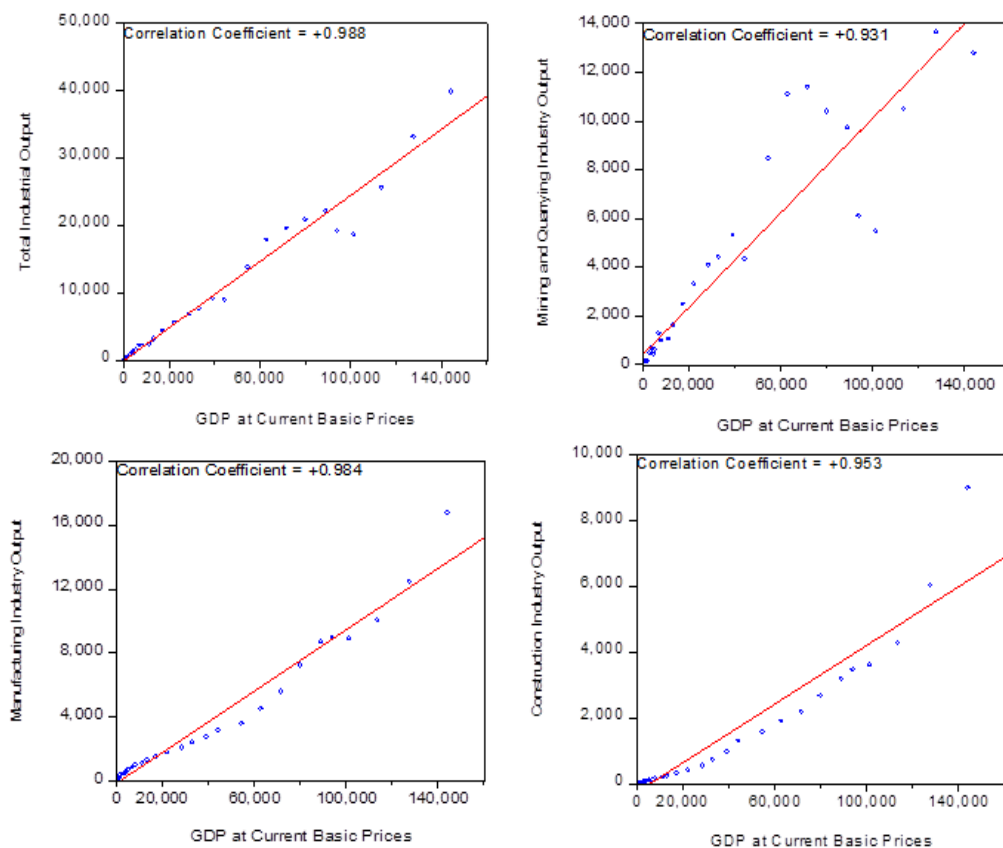 Correlation Coefficient = +0.988
50,000
40,000
30,000
20,000
10,000
0
Total Industrial Output
0 20,000 60,000 100,000 140,000
GDP at Current Basic Prices
Correlation Coefficient = +0.931
14,000
12,000
10,000
8,000
6,000
4,000
2,000
0
Mining and Quarrying Industry Output
0 20,000 60,000 100,000 140,000
GDP at Current Basic Prices
Correlation Coefficient = +0.984
20,000
16,000
12,000
8,000
4,000
0
Manufacturing Industry Output
0 20,000 60,000 100,000 140,000
GDP at Current Basic Prices
Correlation Coefficient = +0.953
10,000
8,000
6,000
4,000
2,000
0
Construction Industry Output
0 20,000 60,000 100,000 140,000
GDP at Current Basic Prices